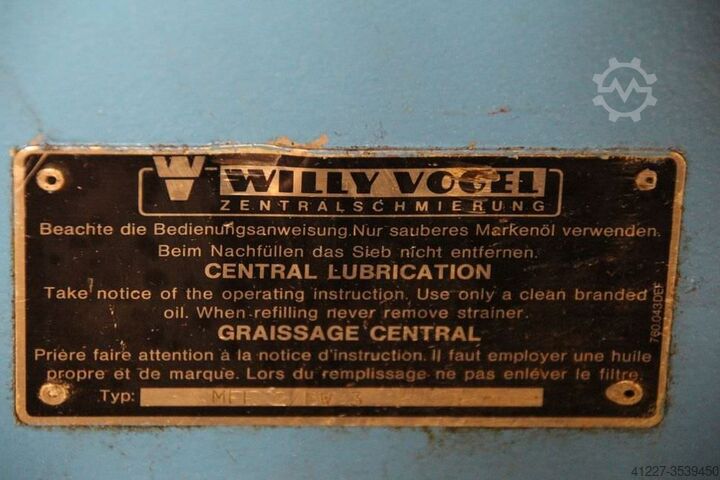 WILLY VOGEL
ZENTRALSCHMIERUNG
Beachte die Bedienungsanweisung.Nur sauberes Markenöl verwenden.
Beim Nachfüllen das Sieb nicht entfernen.
CENTRAL LUBRICATION
Take notice of the operating instruction. Use only a clean branded
oil. When refilling never remove strainer.
GRAISSAGE CENTRAL
Prière faire attention à la notice d'instruction. Il faut employer une huile
propre et de marque. Lors du remplissage ne pas enléver le filtre.
Typ:
760.043DEF
41227-3539450